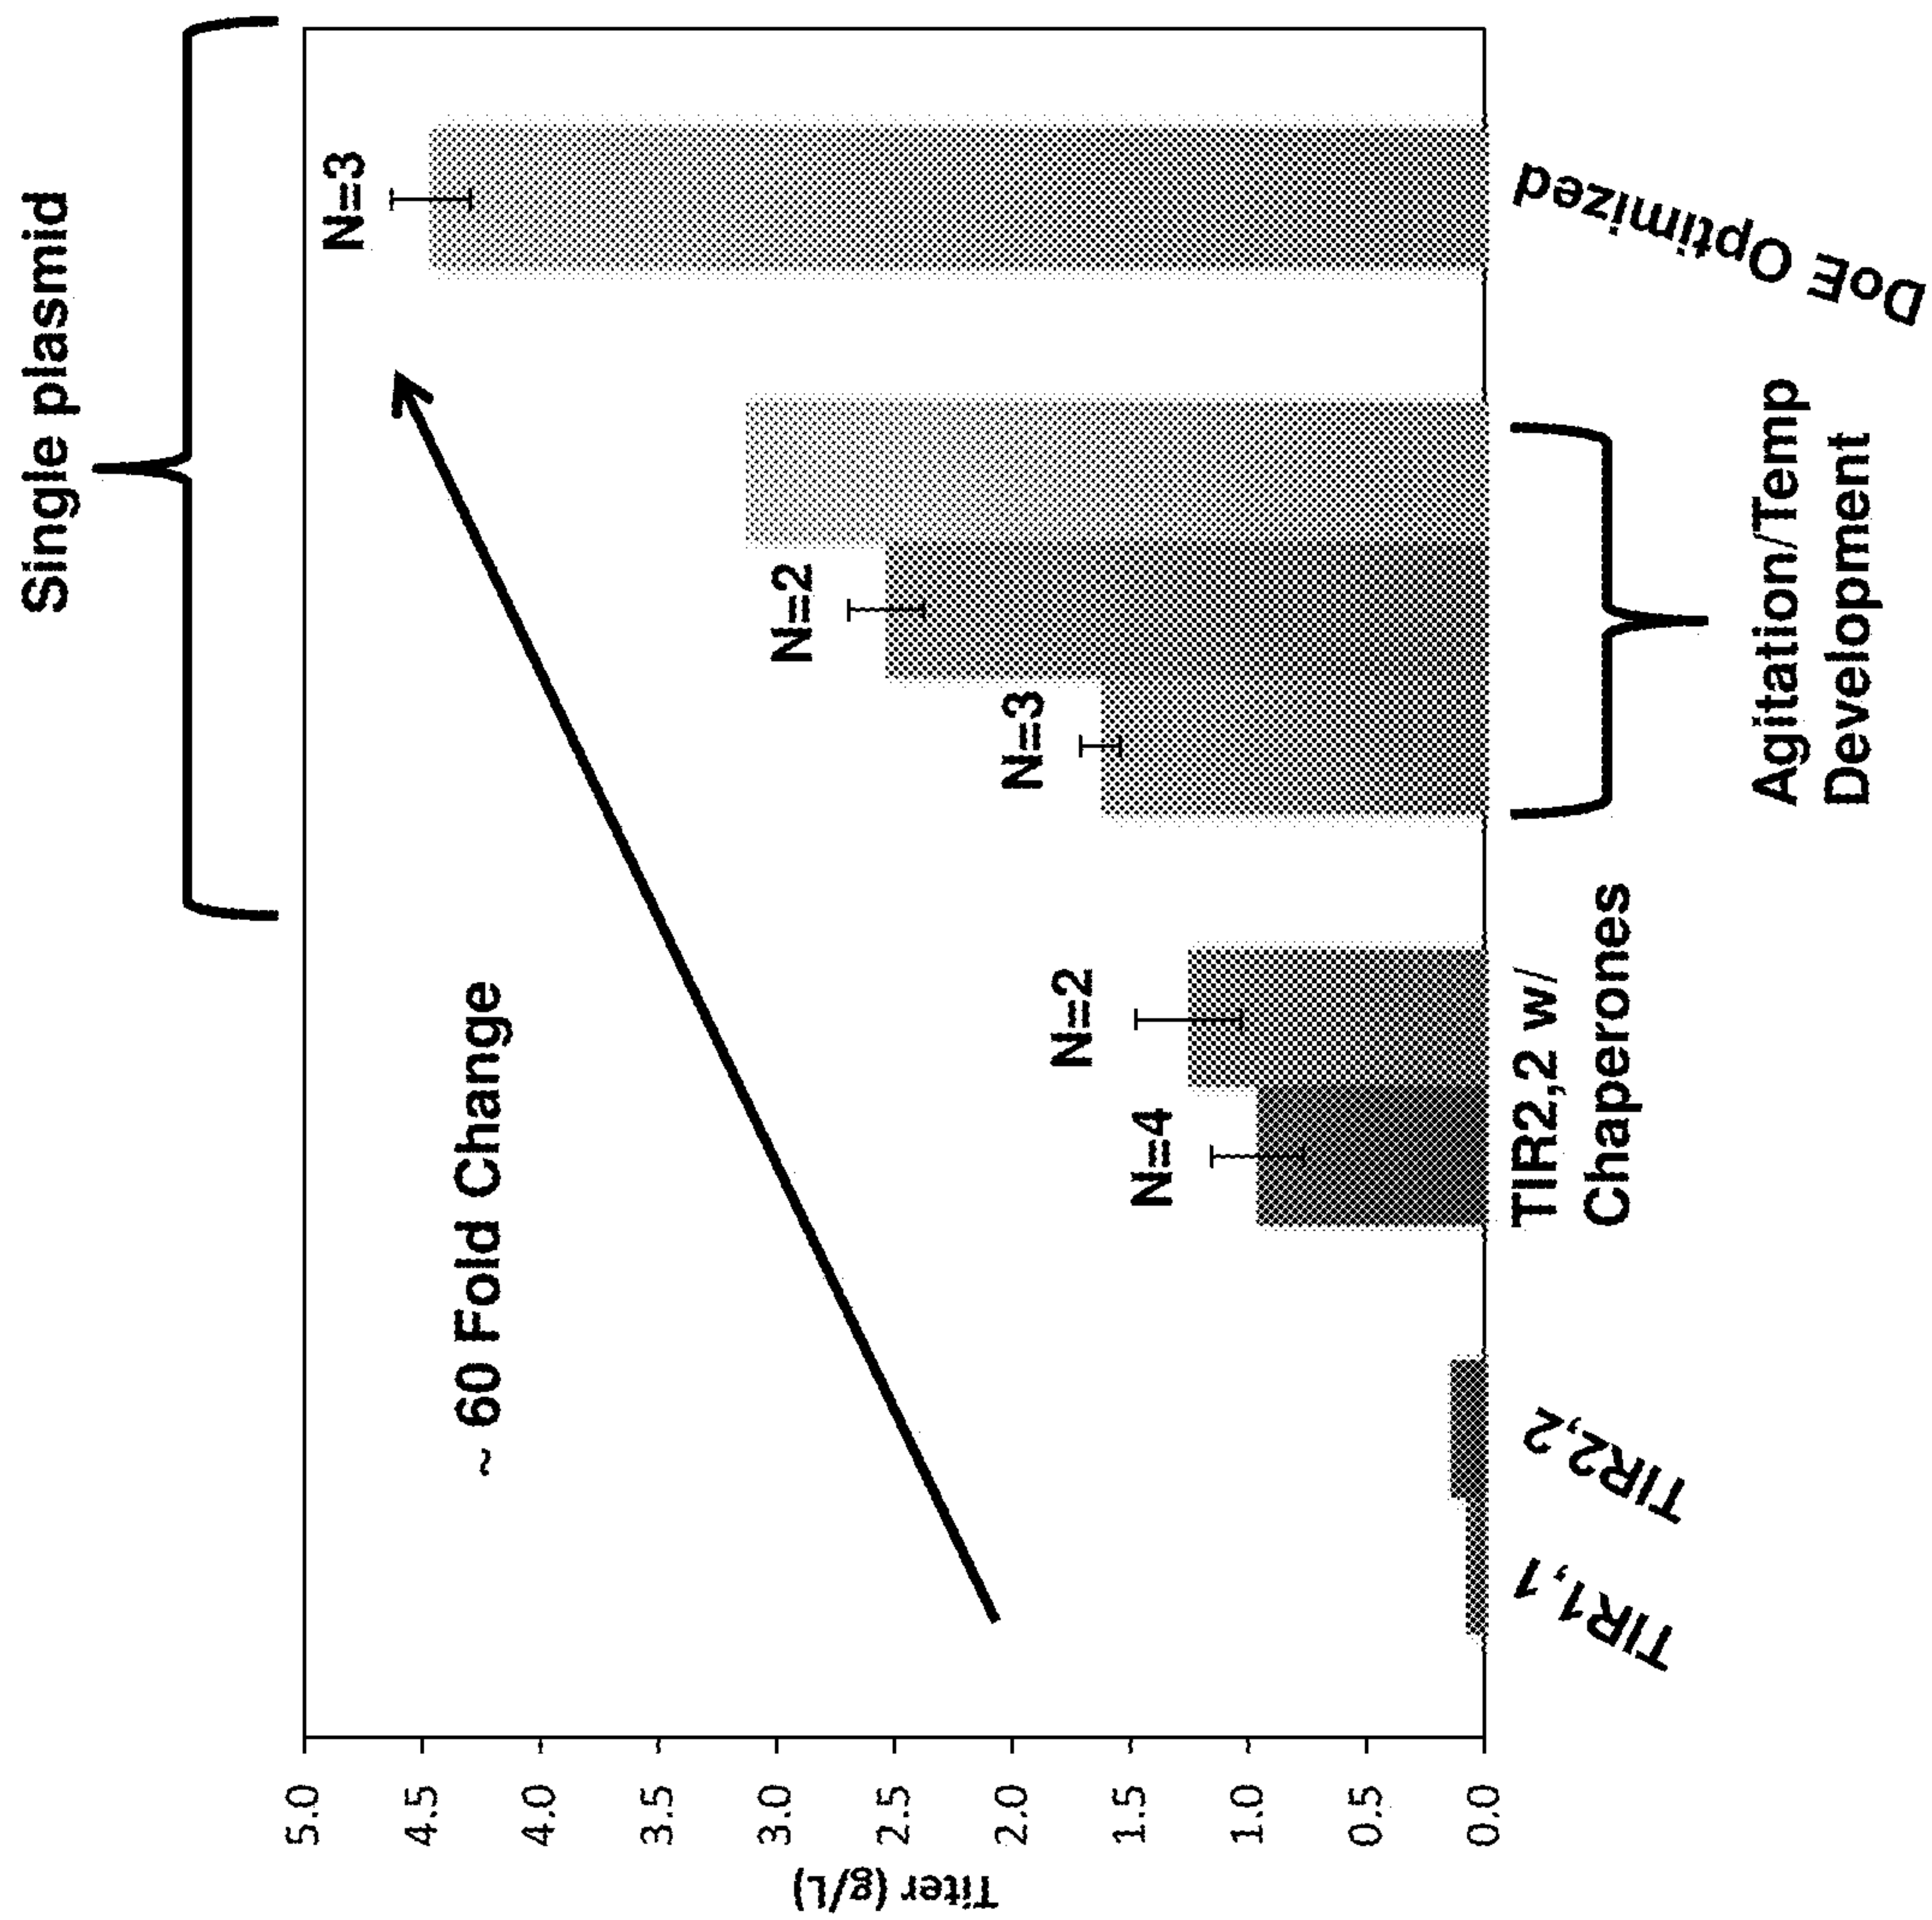 Single plasmid
~ 60 Fold Change
N=3
N=2
N=3
N=2
N=4
5.0
4.5
4.0
3.5
3.0
2.5
2.0
1.5
1.0
0.5
0.0
Titer (g/L)
TIR1,1
TIR2,2
TIR2,2 w/
Chaperones
Agitation/Temp
Development
DoE Optimized